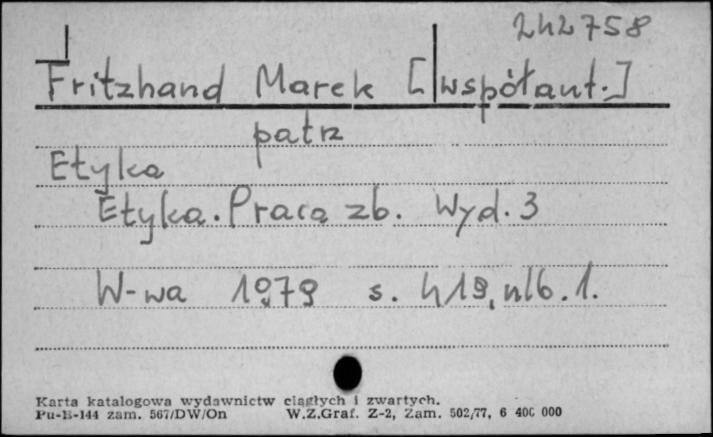 242758
Fritzhand Marek [współaut.]
patrz
Etyka
Etyka. Praca zb. Wyd. 3
W-wa 1979 s. 419, nlb. 1.
Karta katalogowa wydawnictw ciągłych i zwartych.
Pu-B-144 zam. 567/DW/On W.Z.Graf. Z-2, Zam. 502/77, 6 400 000